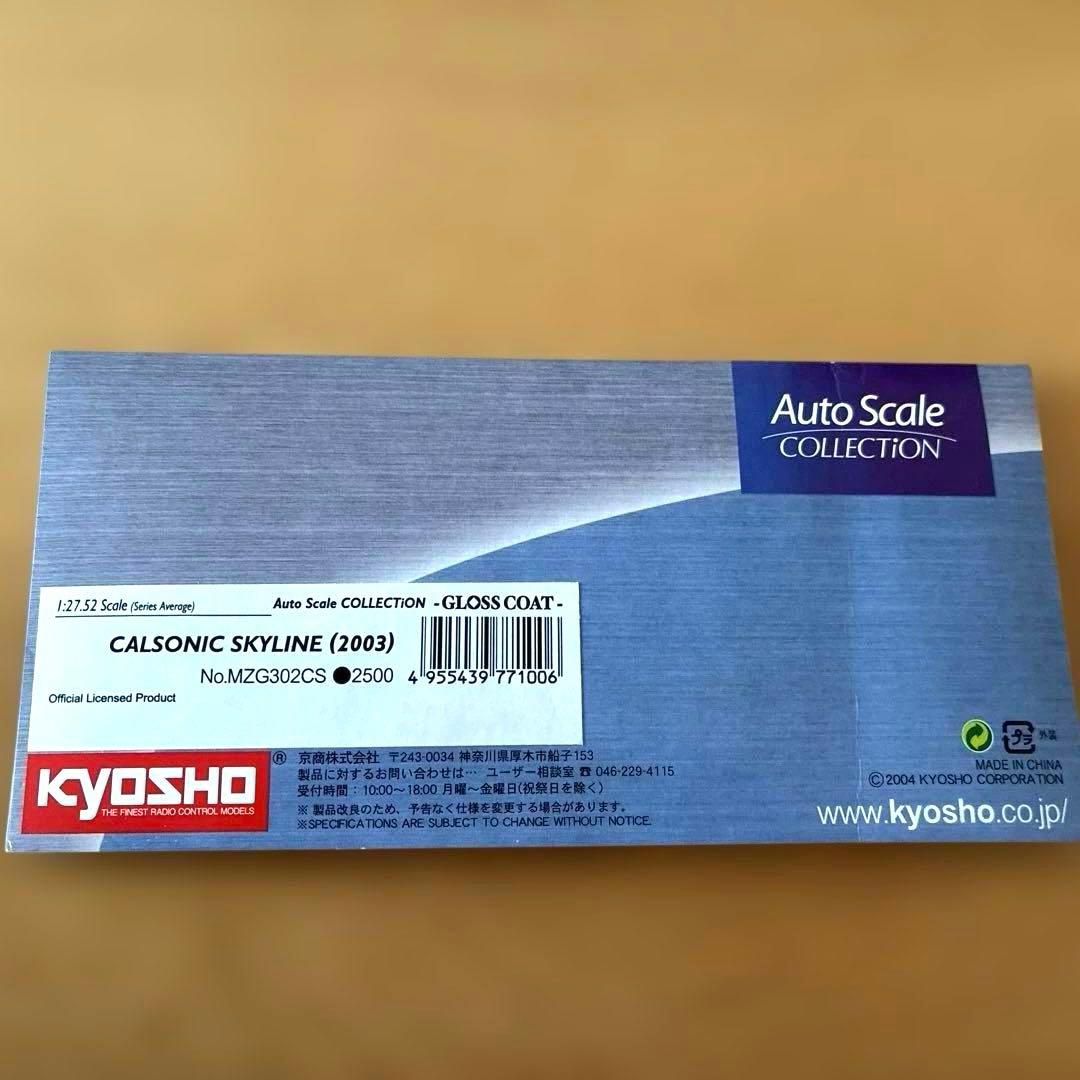 Auto Scale
COLLECTiON
1:27.52 Scale (Series Average)
Auto Scale COLLECTiON -GLOSS COAT-
CALSONIC SKYLINE (2003)
No.MZG302CS ●2500
4 955439 771006
Official Licensed Product
KYOSHO
THE FINEST RADIO CONTROL MODELS
® 京商株式会社 〒243-0034 神奈川県厚木市船子153
製品に対するお問い合わせは… ユーザー相談室 ☎ 046-229-4115
受付時間：10:00〜18:00 月曜〜金曜日(祝祭日を除く)
※ 製品改良のため、予告なく仕様を変更する場合があります。
※SPECIFICATIONS ARE SUBJECT TO CHANGE WITHOUT NOTICE.
プラ 外装
MADE IN CHINA
©2004 KYOSHO CORPORATION
www.kyosho.co.jp/